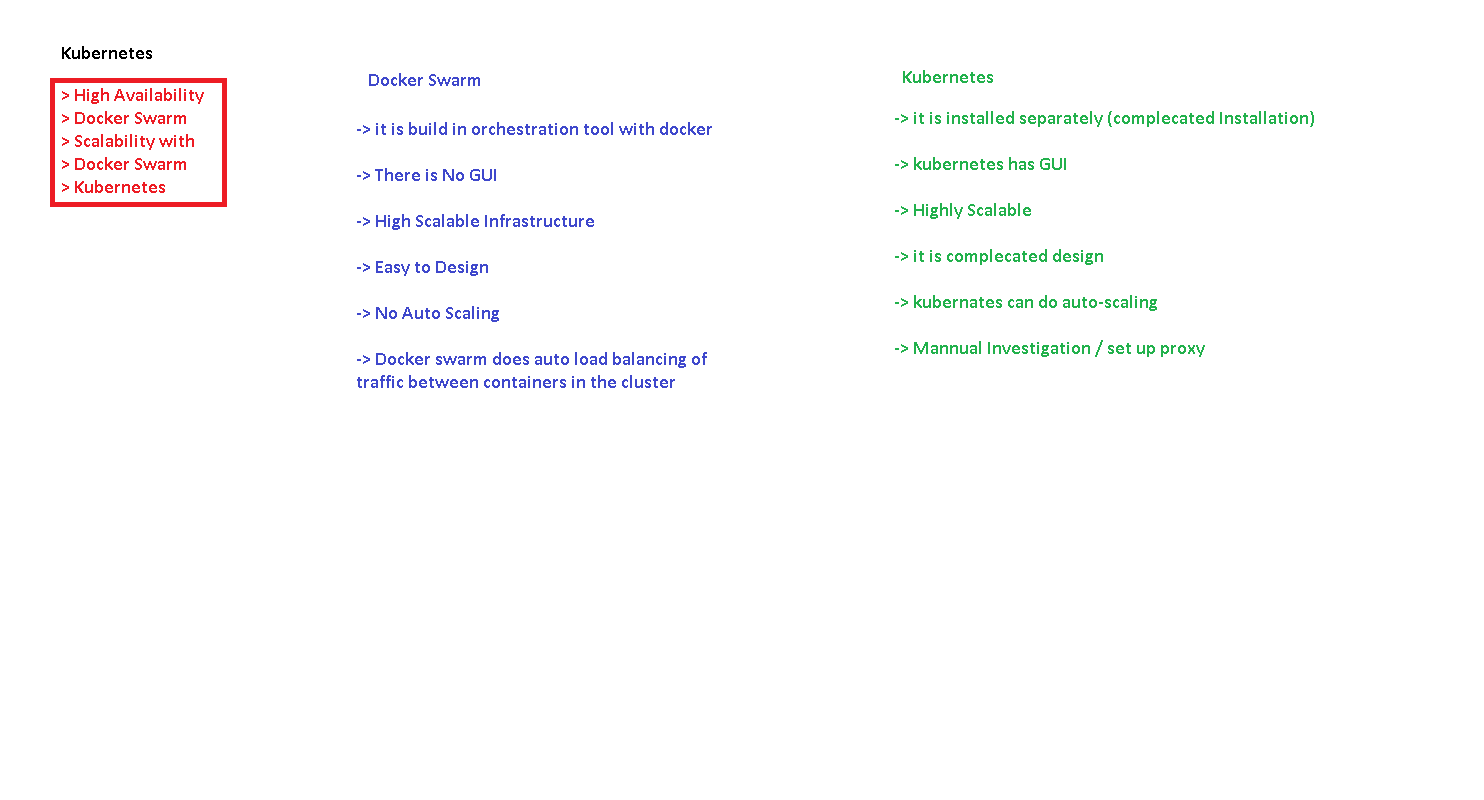 Kubernetes
> High Availability
> Docker Swarm
> Scalability with
> Docker Swarm
> Kubernetes
Docker Swarm
-> it is build in orchestration tool with docker
-> There is No GUI
-> High Scalable Infrastructure
-> Easy to Design
-> No Auto Scaling
-> Docker swarm does auto load balancing of
traffic between containers in the cluster
Kubernetes
-> it is installed separately (complecated Installation)
-> kubernetes has GUI
-> Highly Scalable
-> it is complecated design
-> kubernates can do auto-scaling
-> Mannual Investigation / set up proxy